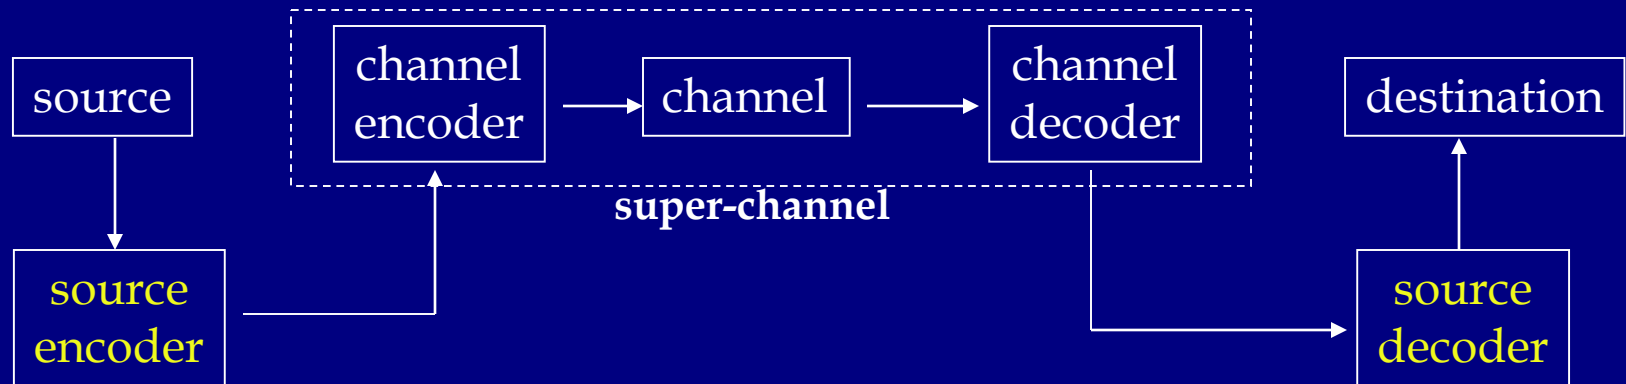 source
channel
encoder
channel
channel
decoder
destination
super-channel
source
encoder
source
decoder